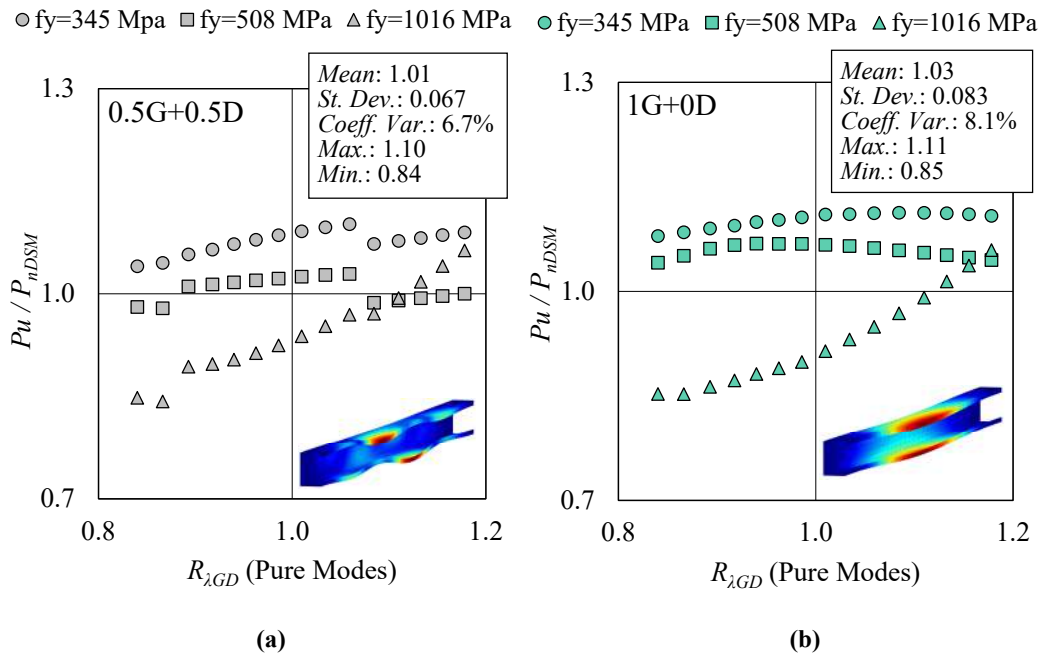 fy=345 Mpa fy=508 MPa fy=1016 MPa
0.5G+0.5D
Mean: 1.01
St. Dev.: 0.067
Coeff. Var.: 6.7%
Max.: 1.10
Min.: 0.84
1.3
1.0
0.7
Pu / PnDSM
0.8 1.0 1.2
RλGD (Pure Modes)
(a)
fy=345 MPa fy=508 MPa fy=1016 MPa
1G+0D
Mean: 1.03
St. Dev.: 0.083
Coeff. Var.: 8.1%
Max.: 1.11
Min.: 0.85
1.3
1.0
0.7
Pu / PnDSM
0.8 1.0 1.2
RλGD (Pure Modes)
(b)